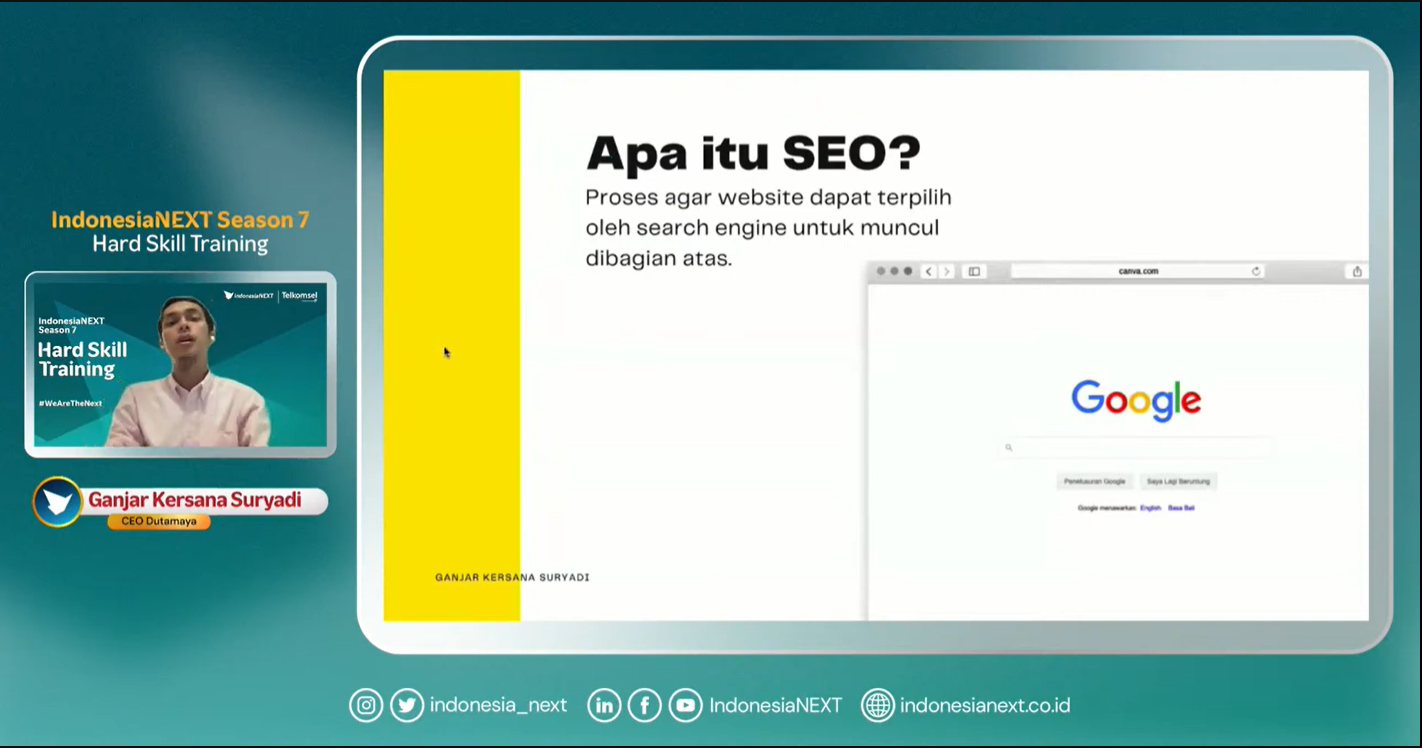 IndonesiaNEXT Season 7
Hard Skill Training
IndonesiaNEXT | Telkomsel
IndonesiaNEXT
Season 7
Hard Skill
Training
#WeAreTheNext
Ganjar Kersana Suryadi
CEO Dutamaya
Apa itu SEO?
Proses agar website dapat terpilih
oleh search engine untuk muncul
dibagian atas.
canva.com
Google
Penelusuran Google Saya Lagi Beruntung
Google menawarkan: English Basa Bali
GANJAR KERSANA SURYADI
indonesia_next IndonesiaNEXT indonesianext.co.id